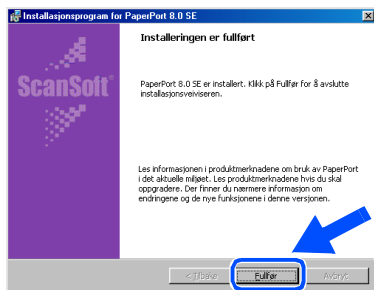 Installasjonsprogram for PaperPort 8.0 SE
Installeringen er fullført
ScanSoft®
PaperPort 8.0 SE er installert. Klikk på Fullfør for å avslutte
installasjonsveiviseren.
Les informasjonen i produktmerknadene om bruk av PaperPort
i det aktuelle miljøet. Les produktmerknadene hvis du skal
oppgradere. Der finner du nærmere informasjon om
endringene og de nye funksjonene i denne versjonen.
< Tilbake
Fullfør
Avbryt